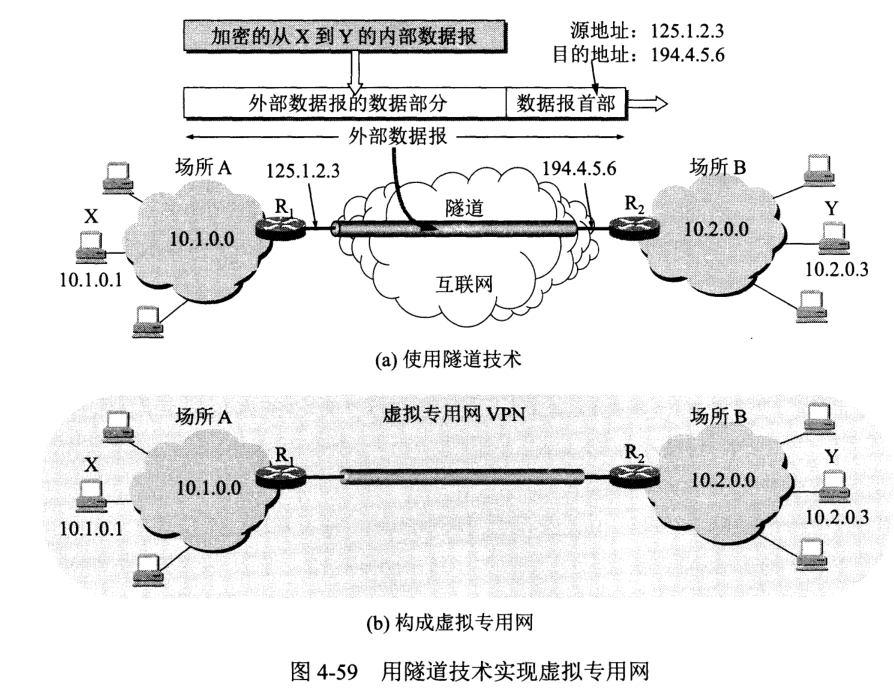 加密的从 X 到 Y 的内部数据报
源地址：125.1.2.3
目的地址：194.4.5.6
外部数据报的数据部分
数据报首部
外部数据报
场所 A
125.1.2.3
194.4.5.6
场所 B
X
R1
隧道
R2
Y
10.1.0.0
10.2.0.0
10.1.0.1
互联网
10.2.0.3
(a) 使用隧道技术
场所 A
虚拟专用网 VPN
场所 B
X
R1
R2
Y
10.1.0.0
10.2.0.0
10.1.0.1
10.2.0.3
(b) 构成虚拟专用网
图 4-59 用隧道技术实现虚拟专用网